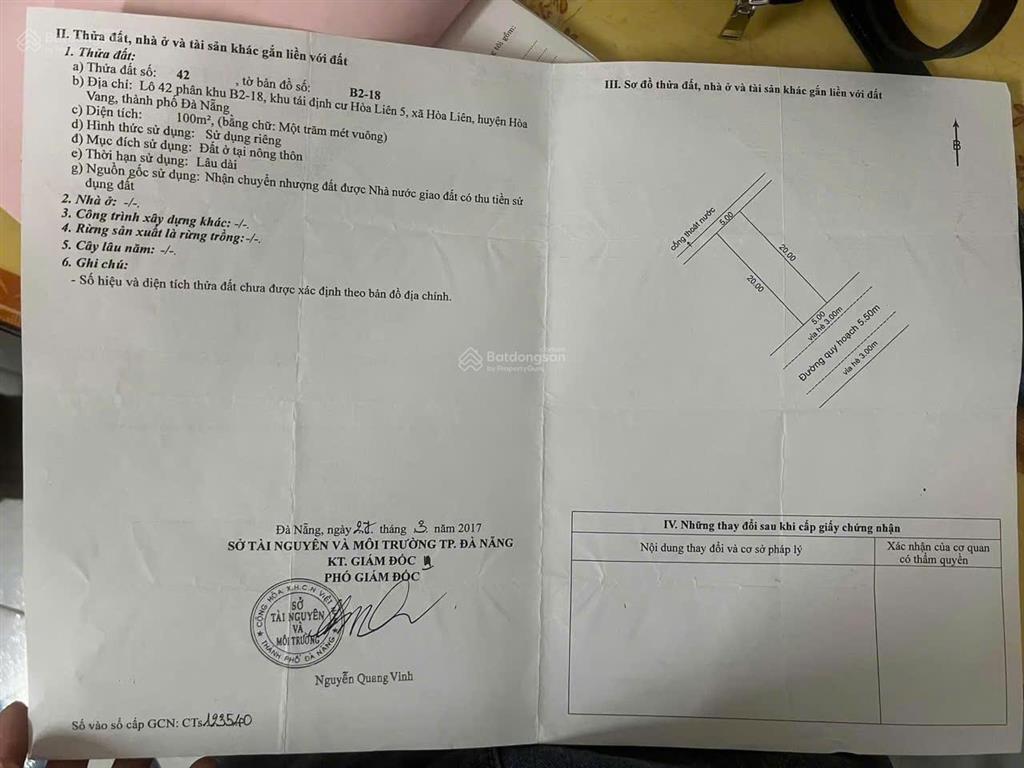 II. Thửa đất, nhà ở và tài sản khác gắn liền với đất
1. Thửa đất:
a) Thửa đất số: 42 , tờ bản đồ số: B2-18
b) Địa chỉ: Lô 42 phân khu B2-18, khu tái định cư Hòa Liên 5, xã Hòa Liên, huyện Hòa
Vang, thành phố Đà Nẵng
c) Diện tích: 100m², (bằng chữ: Một trăm mét vuông)
d) Hình thức sử dụng: Sử dụng riêng
đ) Mục đích sử dụng: Đất ở tại nông thôn
e) Thời hạn sử dụng: Lâu dài
g) Nguồn gốc sử dụng: Nhận chuyển nhượng đất được Nhà nước giao đất có thu tiền sử
dụng đất
2. Nhà ở: -/-.
3. Công trình xây dựng khác: -/-.
4. Rừng sản xuất là rừng trồng:-/-.
5. Cây lâu năm: -/-.
6. Ghi chú:
- Số hiệu và diện tích thửa đất chưa được xác định theo bản đồ địa chính.
Đà Nẵng, ngày 27 tháng 3 năm 2017
SỞ TÀI NGUYÊN VÀ MÔI TRƯỜNG TP. ĐÀ NẴNG
KT. GIÁM ĐỐC
PHÓ GIÁM ĐỐC
CỘNG HÒA X.H.C.N VIỆT NAM
SỞ
TÀI NGUYÊN
VÀ
MÔI TRƯỜNG
THÀNH PHỐ ĐÀ NẴNG
Nguyễn Quang Vinh
Số vào sổ cấp GCN: CTs 123540
III. Sơ đồ thửa đất, nhà ở và tài sản khác gắn liền với đất
B
cống thoát nước
5.00
20.00
20.00
5.00
vỉa hè 3.00m
Đường quy hoạch 5.50m
vỉa hè 3.00m
Batdongsan
by PropertyGuru
IV. Những thay đổi sau khi cấp giấy chứng nhận
Nội dung thay đổi và cơ sở pháp lý
Xác nhận của cơ quan
có thẩm quyền